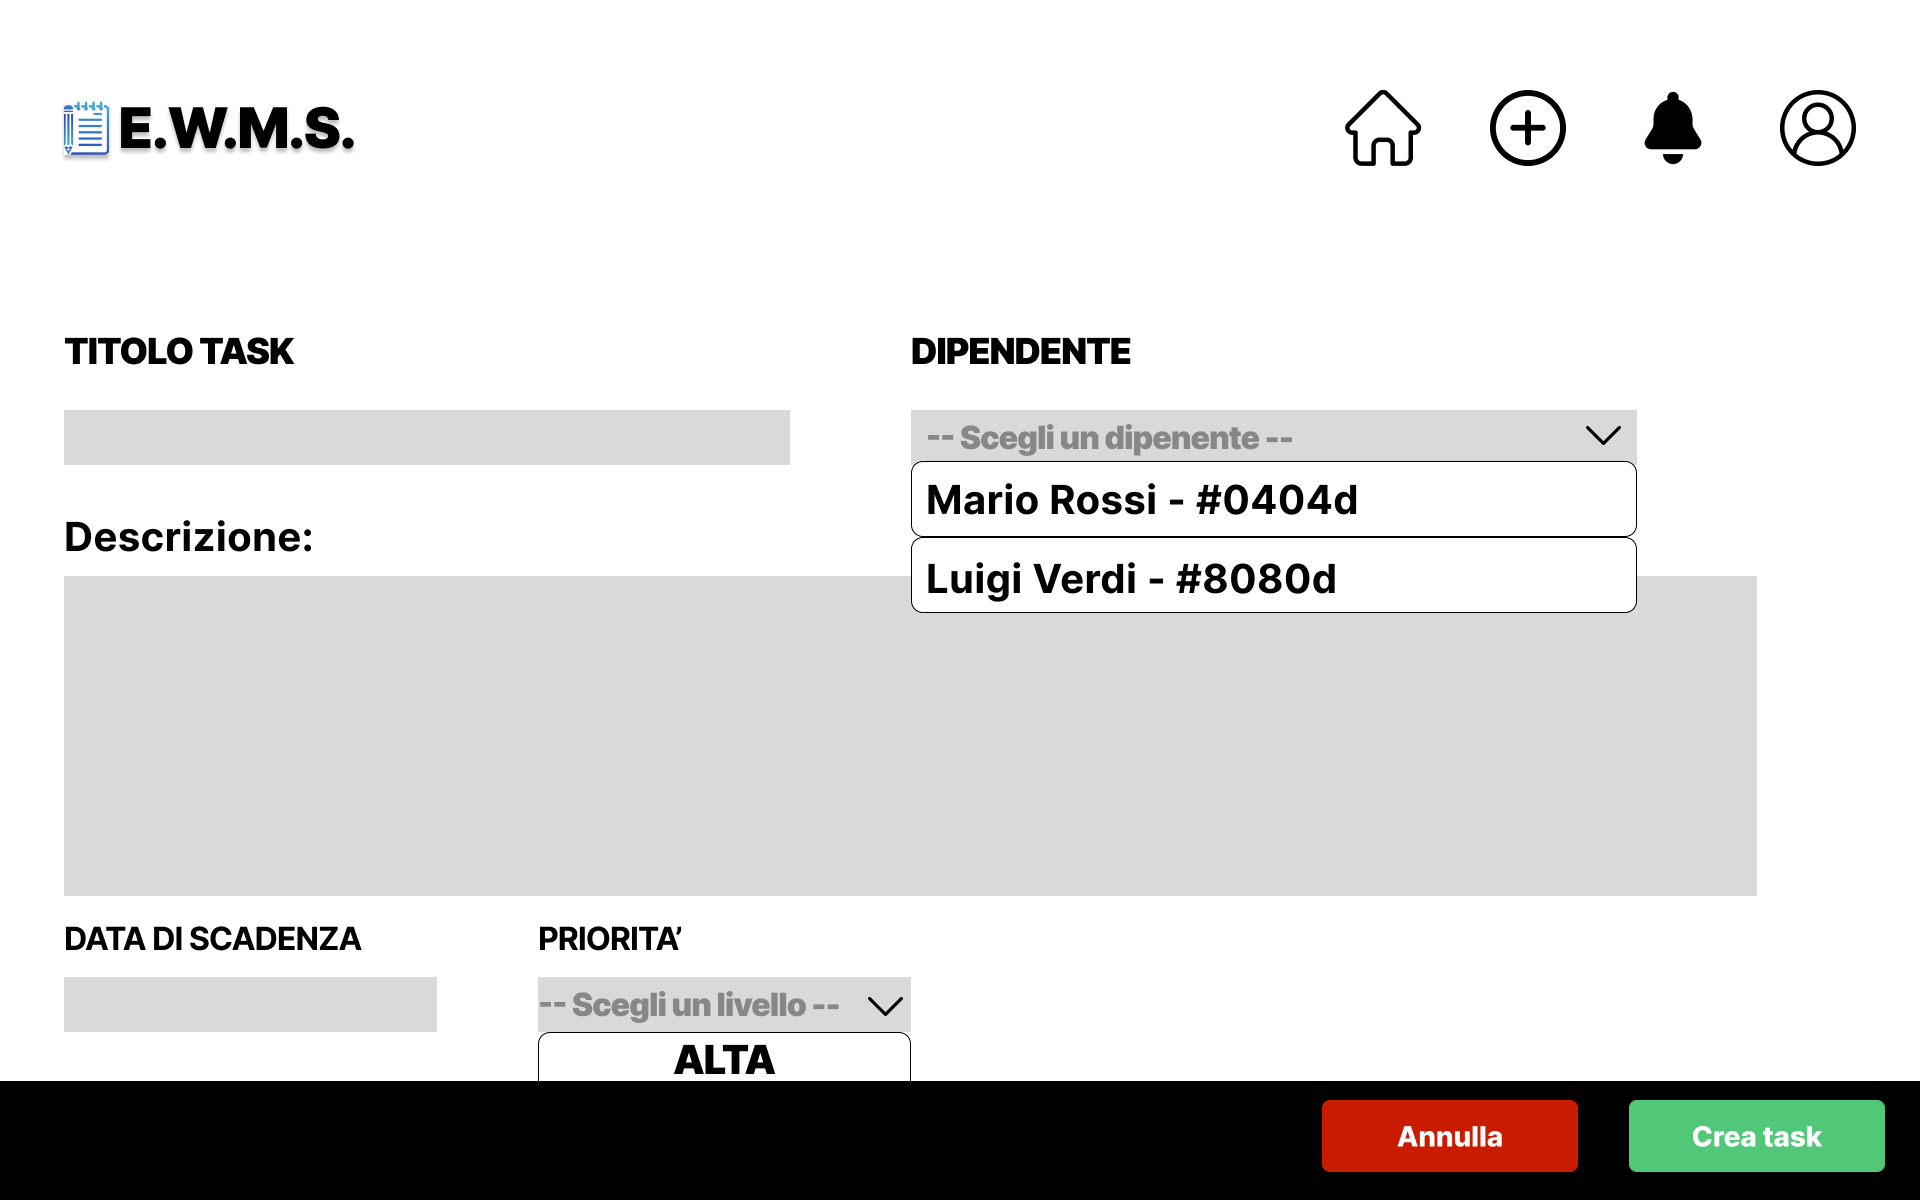 E.W.M.S.
TITOLO TASK
DIPENDENTE
-- Scegli un dipenente --
Mario Rossi - #0404d
Luigi Verdi - #8080d
Descrizione:
DATA DI SCADENZA
PRIORITA’
-- Scegli un livello --
ALTA
Annulla
Crea task